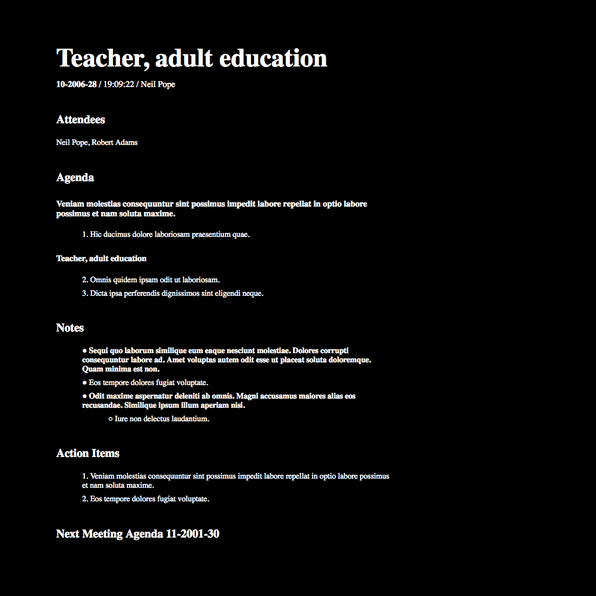 Teacher, adult education
10-2006-28 / 19:09:22 / Neil Pope
Attendees
Neil Pope, Robert Adams
Agenda
Veniam molestias consequuntur sint possimus impedit labore repellat in optio labore
possimus et nam soluta maxime.
1. Hic ducimus dolore laboriosam praesentium quae.
Teacher, adult education
2. Omnis quidem ipsam odit ut laboriosam.
3. Dicta ipsa perferendis dignissimos sint eligendi neque.
Notes
● Sequi quo laborum similique eum eaque nesciunt molestiae. Dolores corrupti
consequuntur labore ad. Amet voluptas autem odit esse ut placeat soluta doloremque.
Quam minima est non.
● Eos tempore dolores fugiat voluptate.
● Odit maxime aspernatur deleniti ab omnis. Magni accusamus maiores alias eos
recusandae. Similique ipsum illum aperiam nisi.
○ Iure non delectus laudantium.
Action Items
1. Veniam molestias consequuntur sint possimus impedit labore repellat in optio labore possimus
et nam soluta maxime.
2. Eos tempore dolores fugiat voluptate.
Next Meeting Agenda 11-2001-30